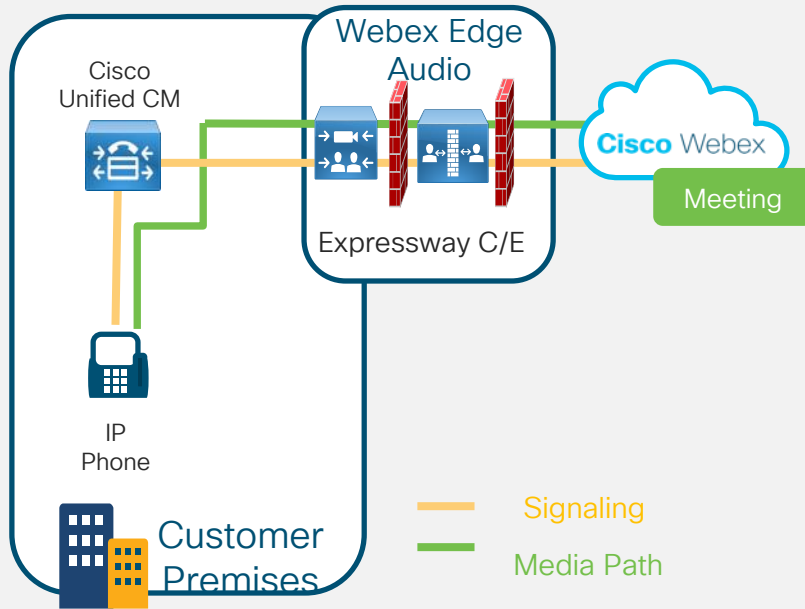 Webex Edge
Audio
Cisco
Unified CM
Cisco Webex
Meeting
Expressway C/E
IP
Phone
Signaling
Customer
Premises
Media Path